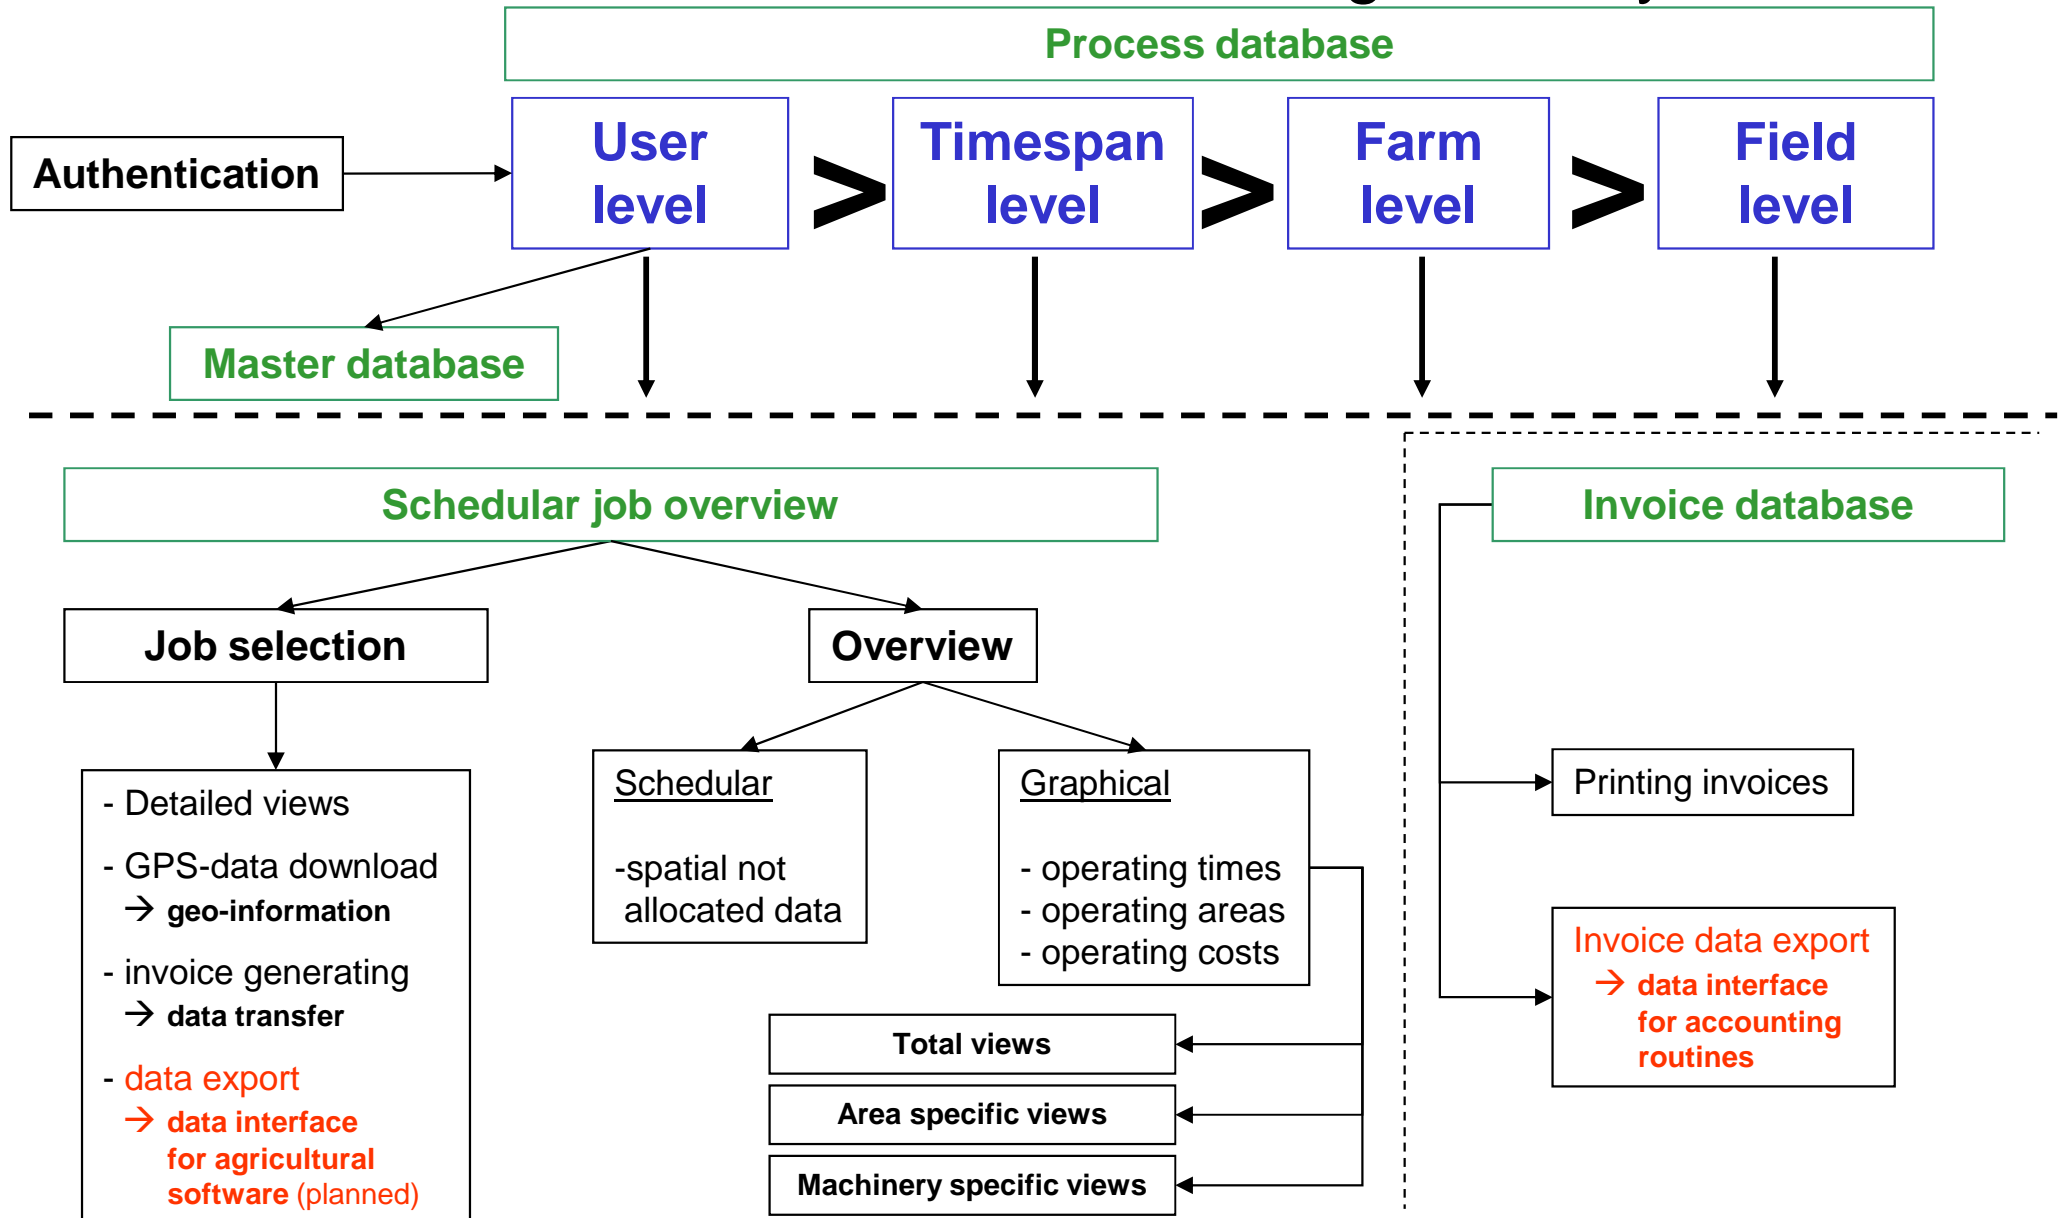 Process database
Authentication
User
level
>
Timespan
level
>
Farm
level
>
Field
level
Master database
Schedular job overview
Invoice database
Job selection
Overview
- Detailed views
- GPS-data download
→ geo-information
- invoice generating
→ data transfer
- data export
→ data interface
for agricultural
software (planned)
Schedular
-spatial not
allocated data
Graphical
- operating times
- operating areas
- operating costs
Total views
Area specific views
Machinery specific views
Printing invoices
Invoice data export
→ data interface
for accounting
routines